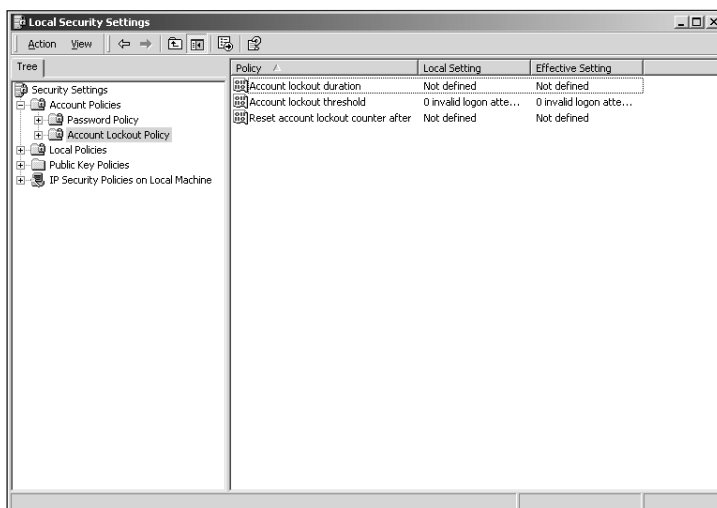 Local Security Settings
Action View
Tree
Security Settings
Account Policies
Password Policy
Account Lockout Policy
Local Policies
Public Key Policies
IP Security Policies on Local Machine
Policy Local Setting Effective Setting
Account lockout duration Not defined Not defined
Account lockout threshold 0 invalid logon atte... 0 invalid logon atte...
Reset account lockout counter after Not defined Not defined